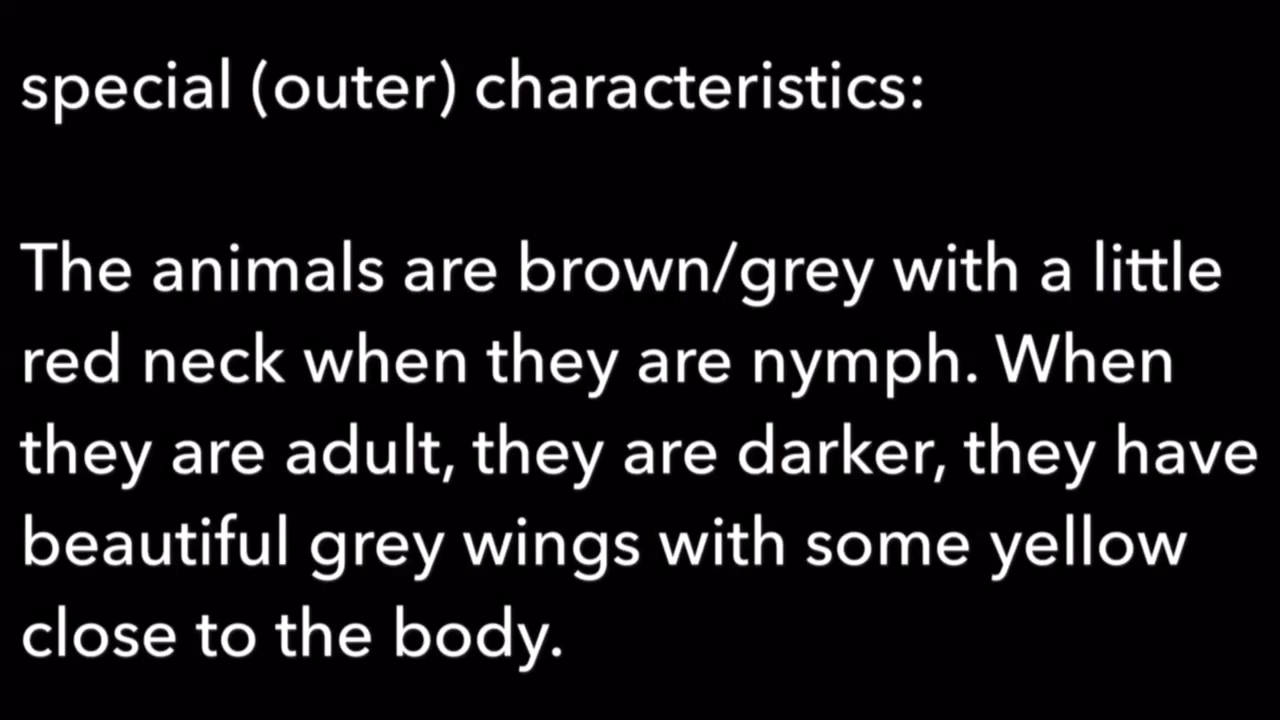 special (outer) characteristics:
The animals are brown/grey with a little
red neck when they are nymph. When
they are adult, they are darker, they have
beautiful grey wings with some yellow
close to the body.